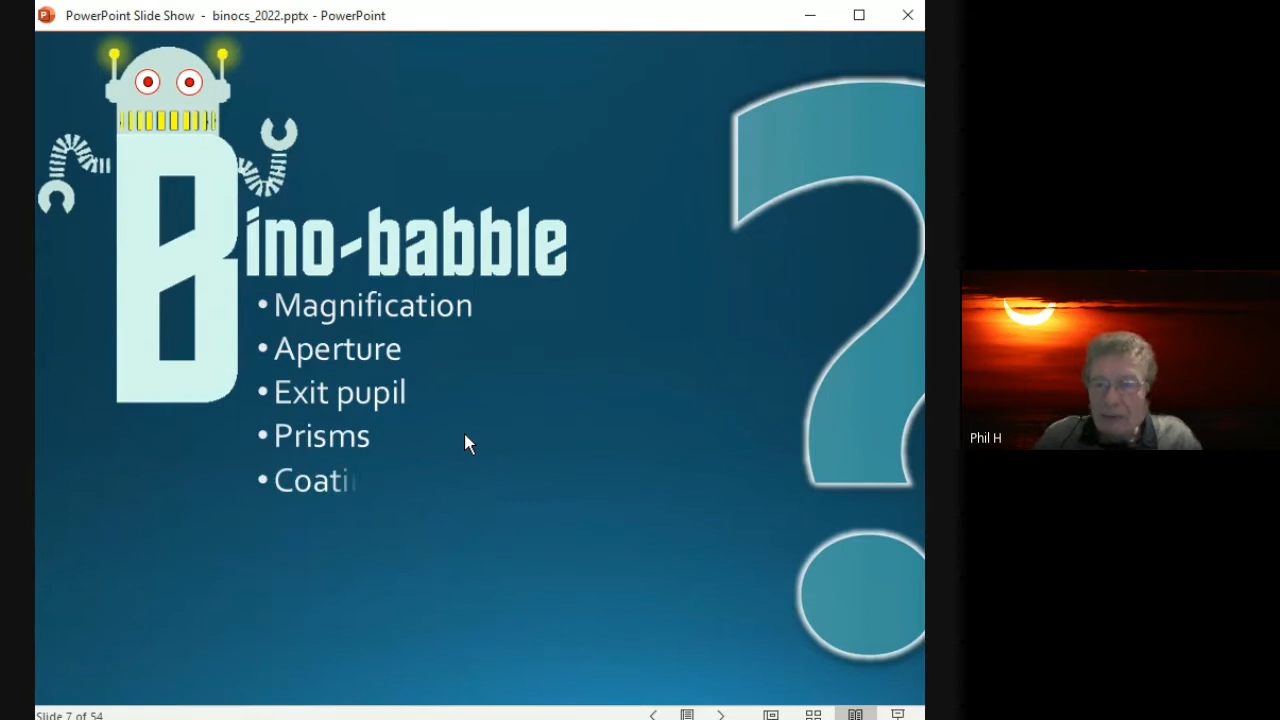 PowerPoint Slide Show - binocs_2022.pptx - PowerPoint
Bino-babble
• Magnification
• Aperture
• Exit pupil
• Prisms
• Coati
?
Phil H
Slide 7 of 54